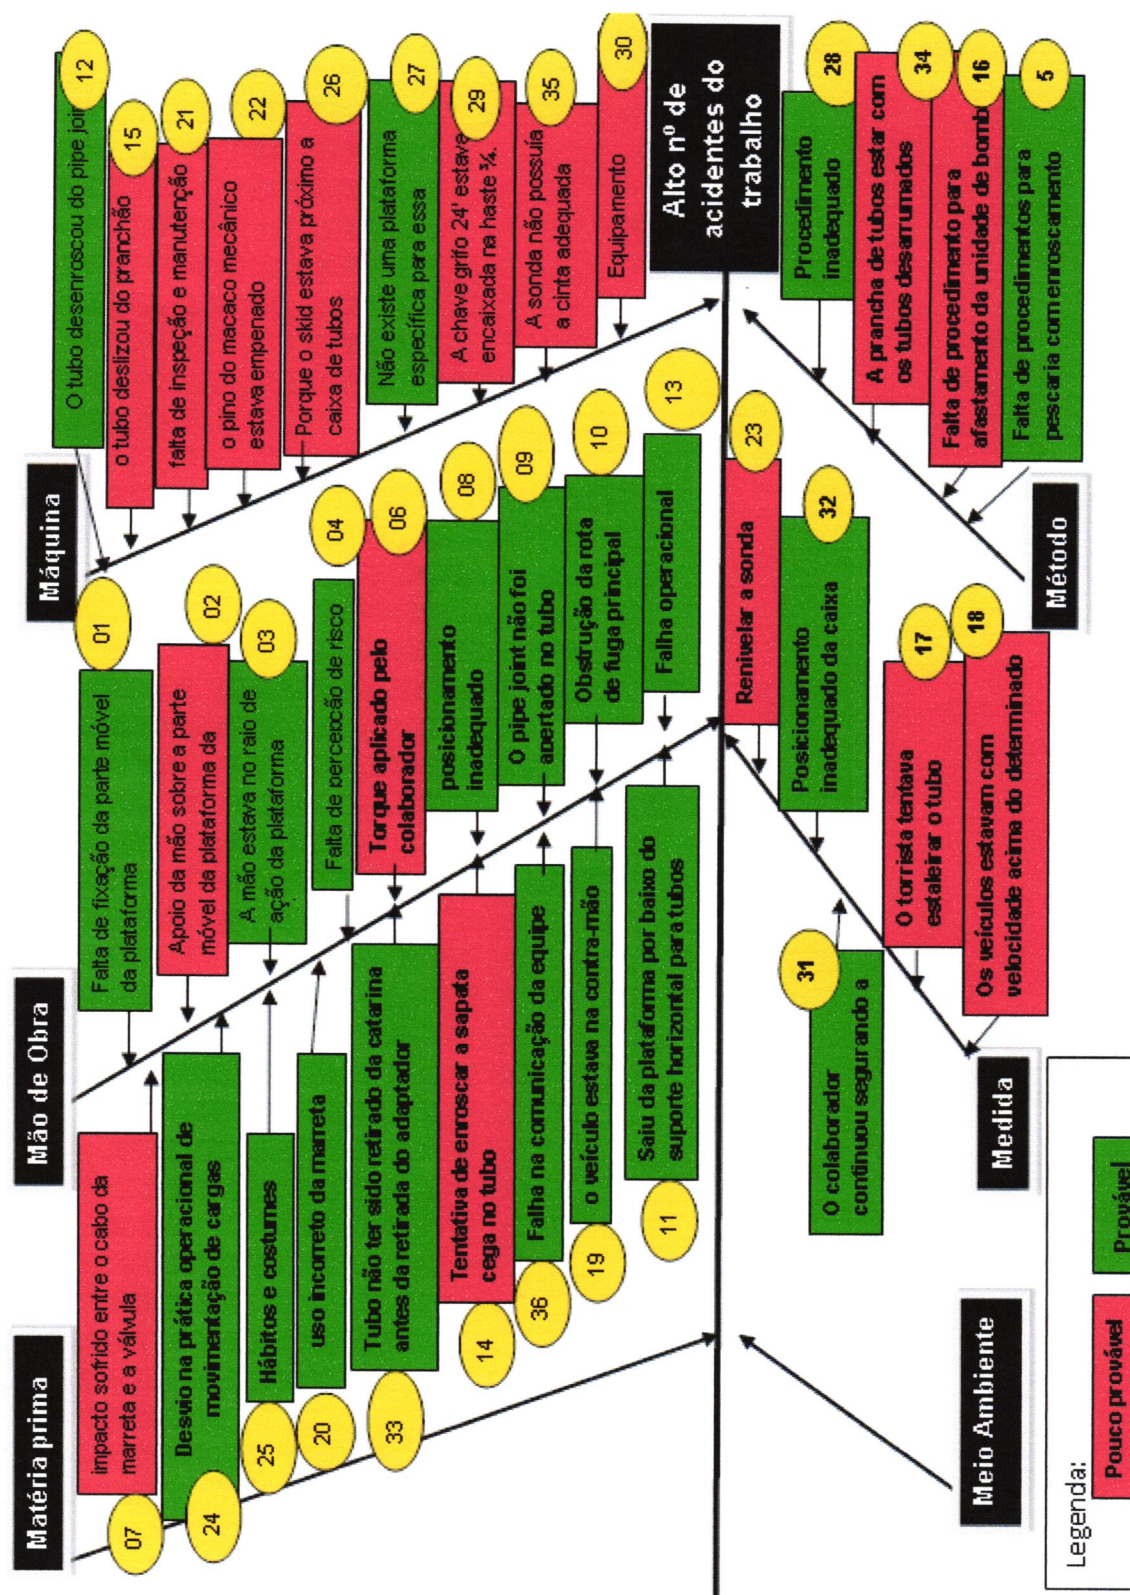 Matéria prima
Mão de Obra
Máquina
07
impacto sofrido entre o cabo da
marreta e a válvula
24
Desvio na prática operacional de
movimentação de cargas
25
Hábitos e costumes
20
uso incorreto da marreta
33
Tubo não ter sido retirado da catarina
antes da retirada do adaptador
14
Tentativa de enroscar a sapata
cega no tubo
36
Falha na comunicação da equipe
19
o veículo estava na contra-mão
11
Saiu da plataforma por baixo do
suporte horizontal para tubos
Falta de fixação da parte móvel
da plataforma
01
Apoio da mão sobre a parte
móvel da plataforma da
02
A mão estava no raio de
ação da plataforma
03
Falta de percecão de risco
04
Torque aplicado pelo
colaborador
06
posicionamento
inadequado
08
O pipe joint não foi
acertado no tubo
09
Obstrução da rota
de fuga principal
10
Falha operacional
13
O tubo desenroscou do pipe join
12
o tubo deslizou do pranchão
15
falta de inspeção e manutenção
21
o pino do macaco mecânico
estava empenado
22
Porque o skid estava próximo a
caixa de tubos
26
Não existe uma plataforma
específica para essa
27
A chave grifo 24' estava
encaixada na haste ¾.
29
A sonda não possuía
a cinta adequada
35
Equipamento
30
Alto nº de
acidentes do
trabalho
Renivelar a sonda
23
Posicionamento
inadequado da caixa
32
31
O colaborador
continuou segurando a
O torrista tentava
estaleirar o tubo
17
Os veículos estavam com
velocidade acima do determinado
18
Procedimento
inadequado
28
A prancha de tubos estar com
os tubos desarrumados
34
Falta de procedimento para
afastamento da unidade de bomb
16
Falta de procedimentos para
pescaria com enroscamento
5
Meio Ambiente
Medida
Método
Legenda:
Pouco provável
Provável